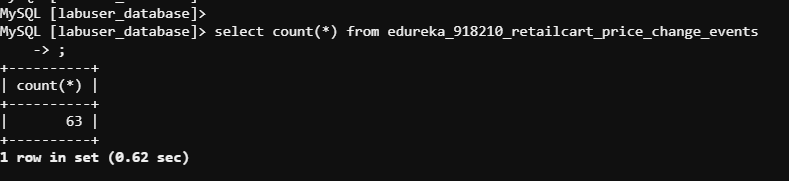 MySQL [labuser_database]>
MySQL [labuser_database]> select count(*) from edureka_918210_retailcart_price_change_events
    -> ;
+----------+
| count(*) |
+----------+
|       63 |
+----------+
1 row in set (0.62 sec)